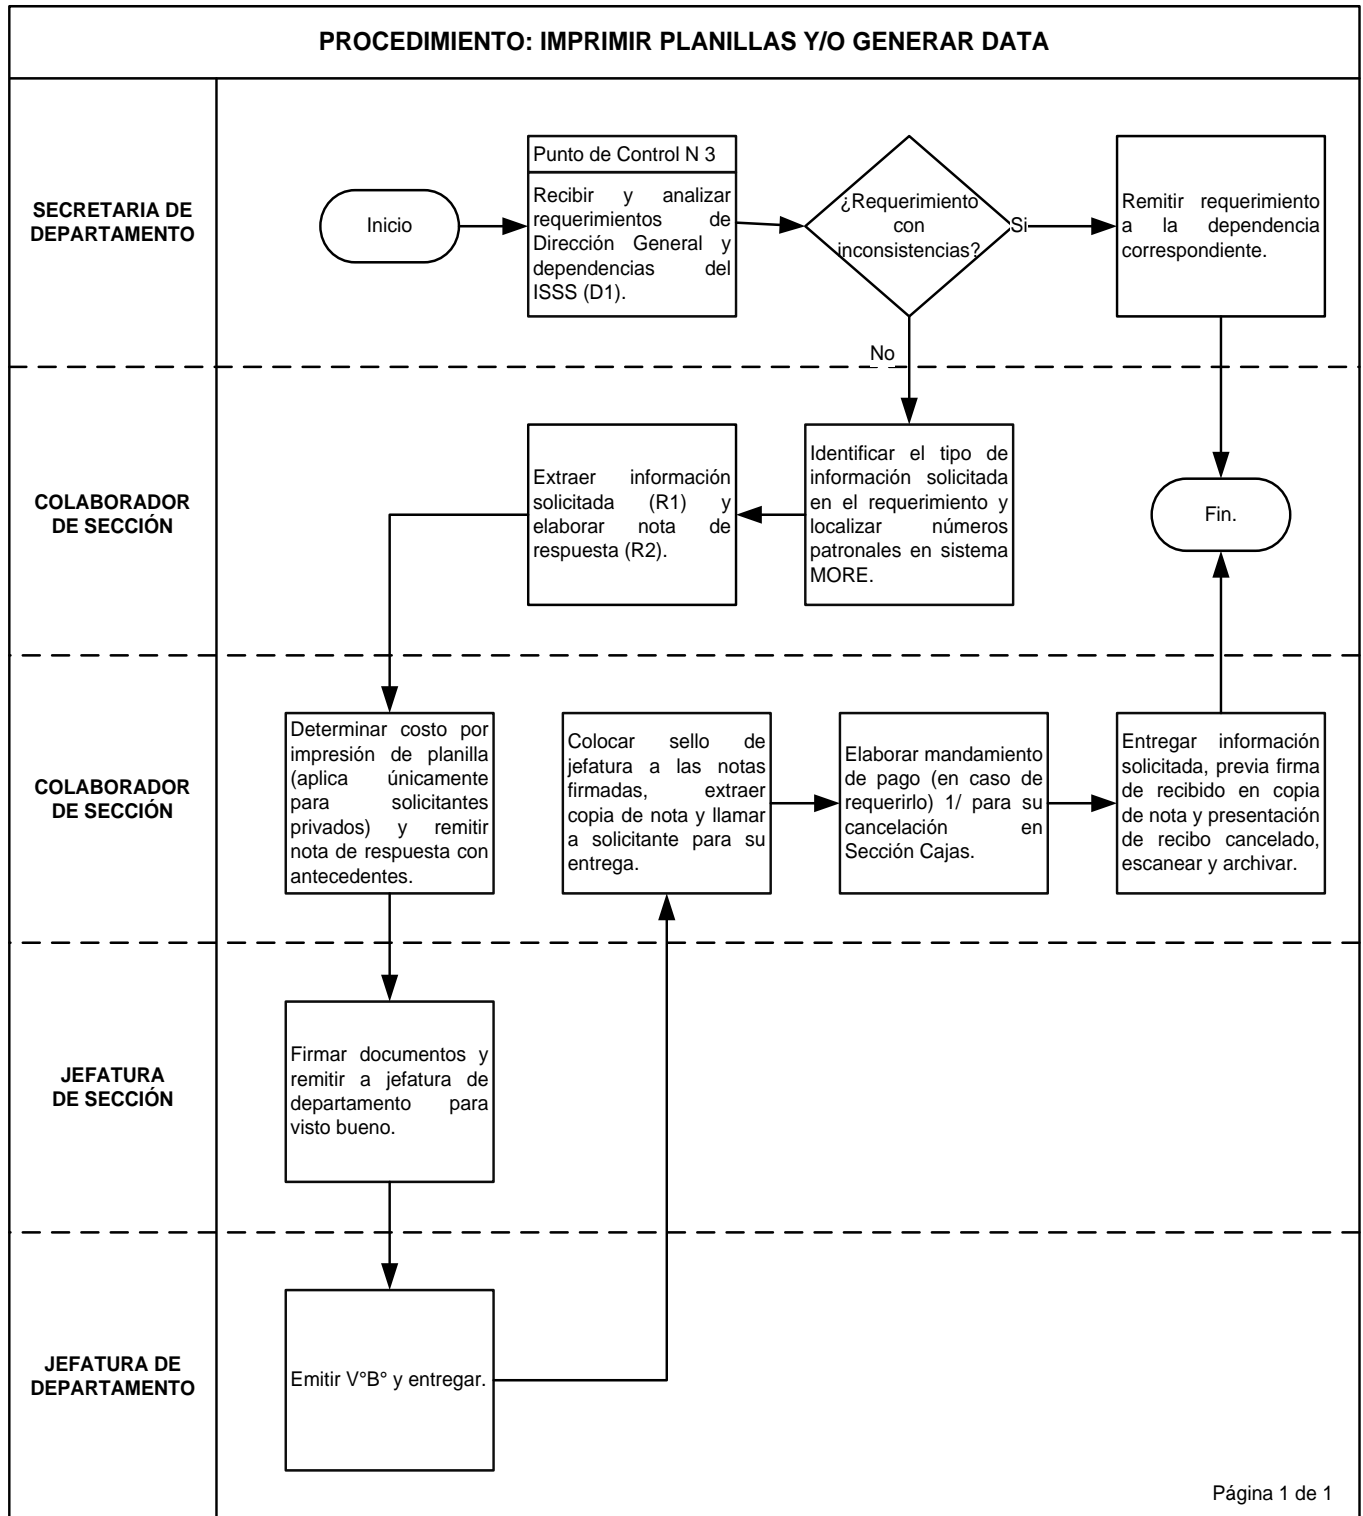 PROCEDIMIENTO: IMPRIMIR PLANILLAS Y/O GENERAR DATA
SECRETARIA DE
DEPARTAMENTO
Inicio
Punto de Control N 3
Recibir y analizar
requerimientos de
Dirección General y
dependencias del
ISSS (D1).
¿Requerimiento
con
inconsistencias?
Si
Remitir requerimiento
a la dependencia
correspondiente.
No
COLABORADOR
DE SECCIÓN
Extraer información
solicitada (R1) y
elaborar nota de
respuesta (R2).
Identificar el tipo de
información solicitada
en el requerimiento y
localizar números
patronales en sistema
MORE.
Fin.
COLABORADOR
DE SECCIÓN
Determinar costo por
impresión de planilla
(aplica únicamente
para solicitantes
privados) y remitir
nota de respuesta con
antecedentes.
Colocar sello de
jefatura a las notas
firmadas, extraer
copia de nota y llamar
a solicitante para su
entrega.
Elaborar mandamiento
de pago (en caso de
requerirlo) 1/ para su
cancelación en
Sección Cajas.
Entregar información
solicitada, previa firma
de recibido en copia
de nota y presentación
de recibo cancelado,
escanear y archivar.
JEFATURA
DE SECCIÓN
Firmar documentos y
remitir a jefatura de
departamento para
visto bueno.
JEFATURA DE
DEPARTAMENTO
Emitir V°B° y entregar.
Página 1 de 1